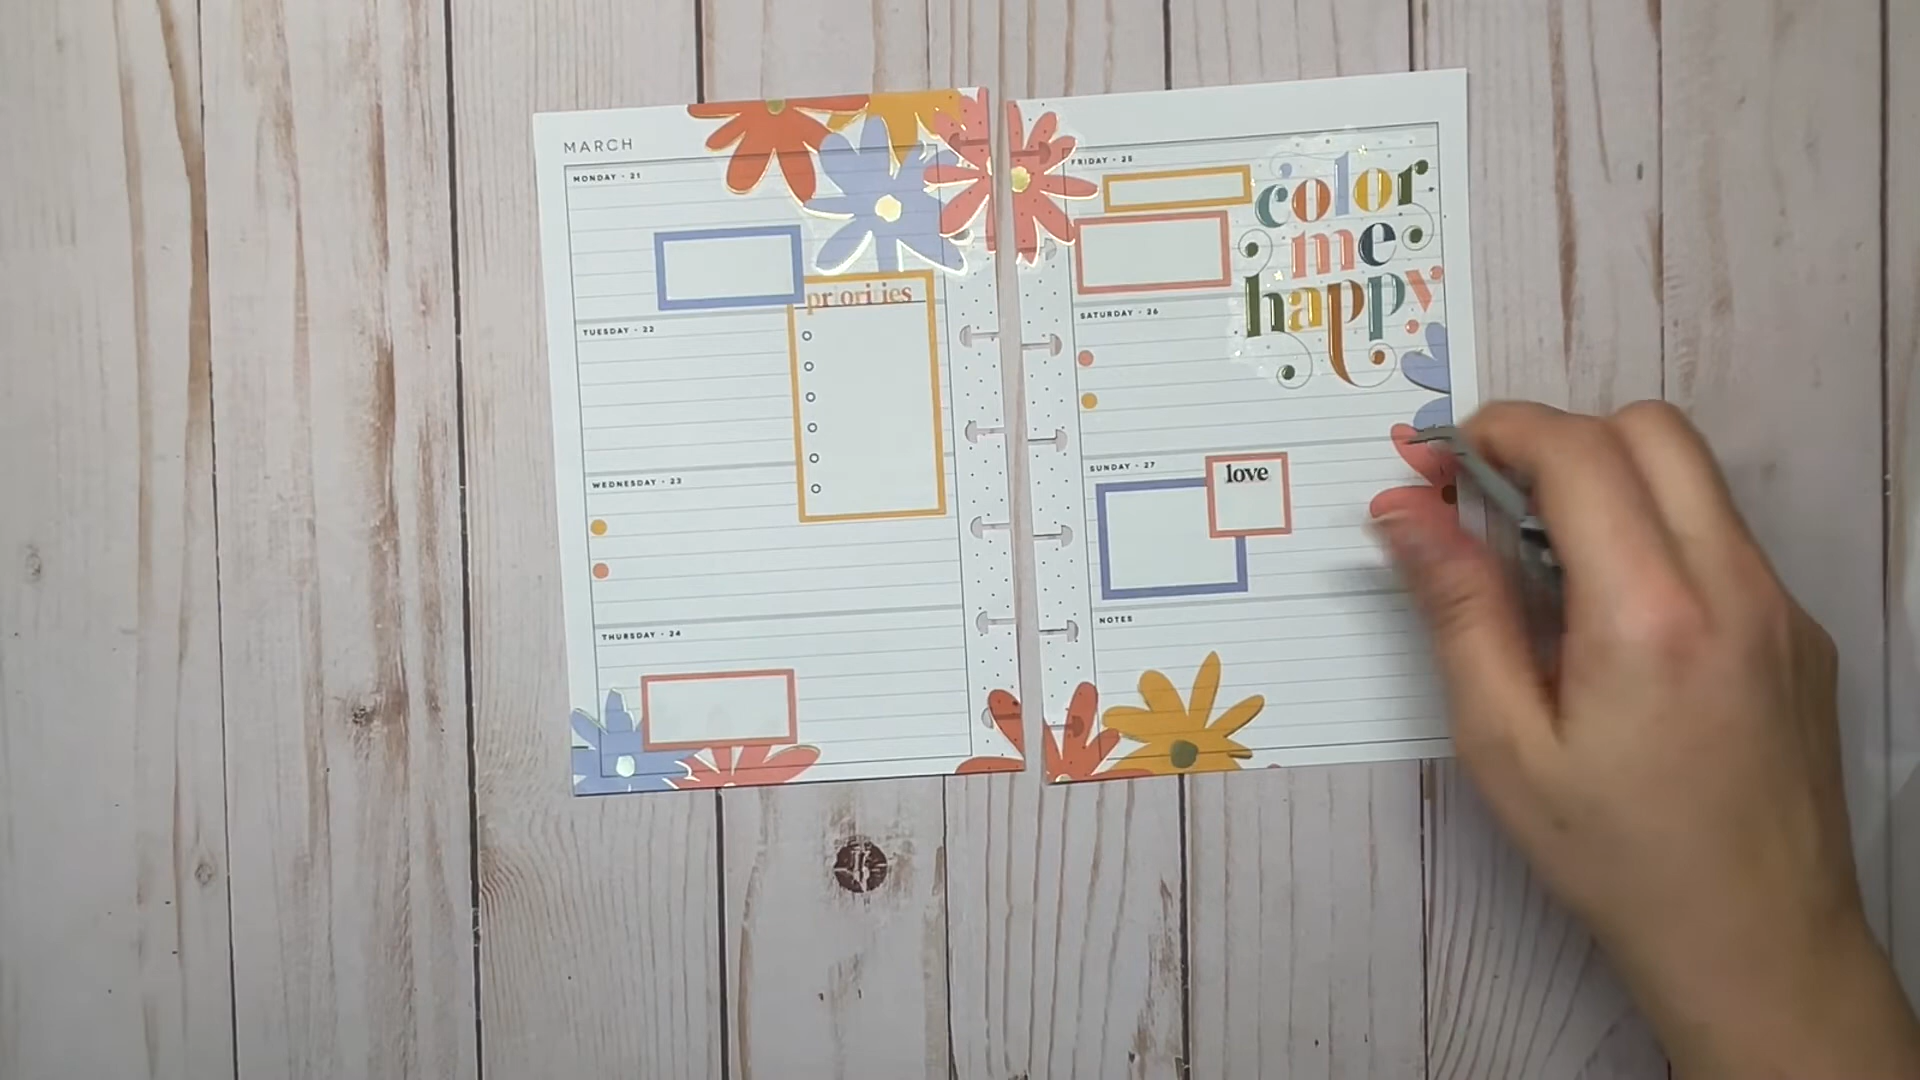 MARCH
MONDAY · 21
priorities
TUESDAY · 22
WEDNESDAY · 23
THURSDAY · 24
FRIDAY · 25
color
me
happy
SATURDAY · 26
SUNDAY · 27
love
NOTES